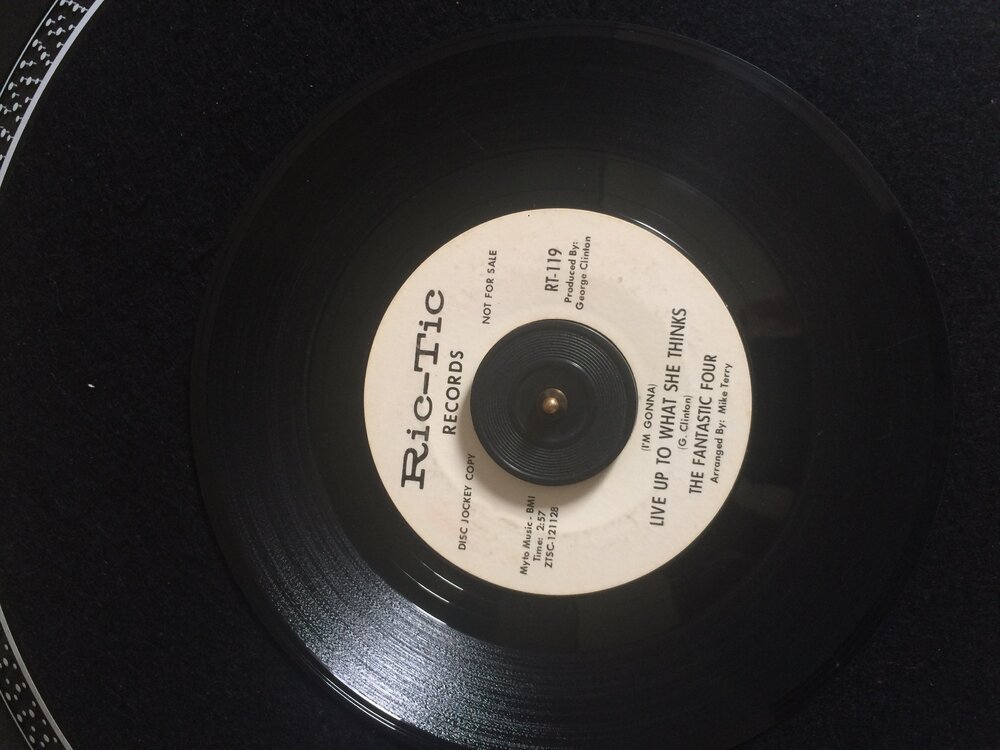 Ric-Tic
RECORDS
DISC JOCKEY COPY
NOT FOR SALE
Myto Music - BMI
Time: 2:57
ZTSC-121128
RT-119
Produced By:
George Clinton
(I'M GONNA)
LIVE UP TO WHAT SHE THINKS
(G. Clinton)
THE FANTASTIC FOUR
Arranged By: Mike Terry